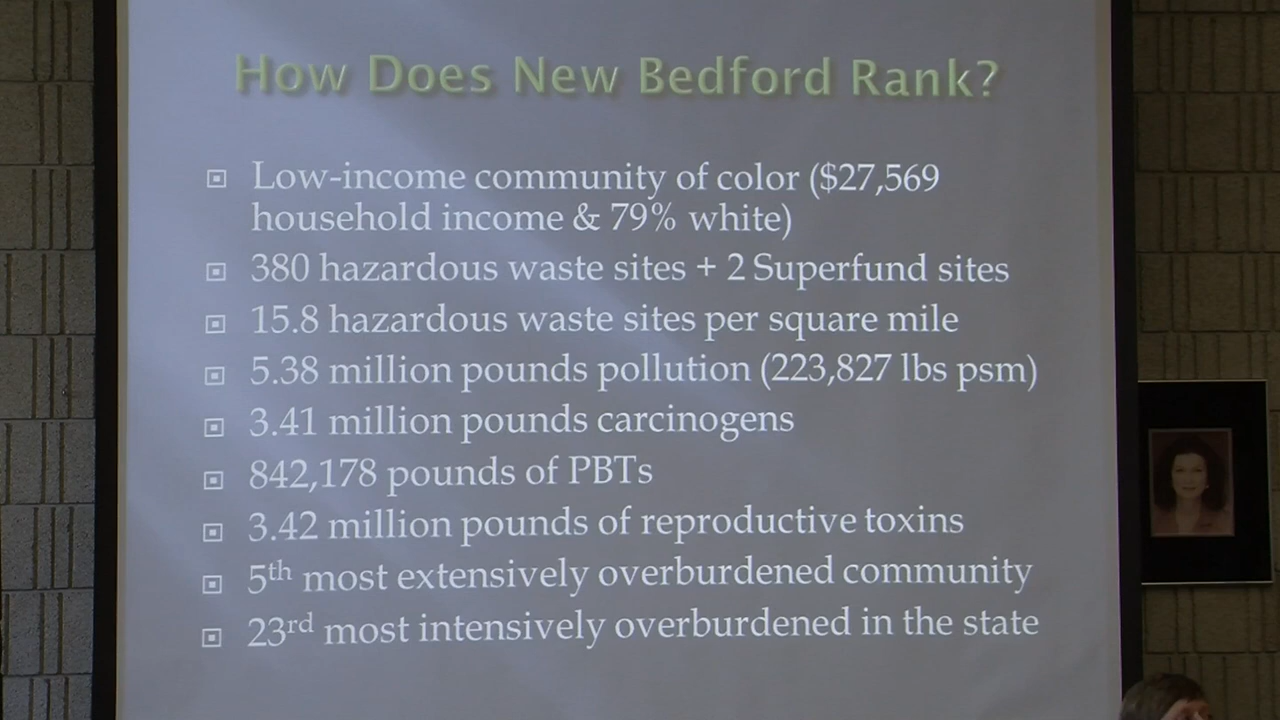 How Does New Bedford Rank?
Low-income community of color ($27,569
household income & 79% white)
380 hazardous waste sites + 2 Superfund sites
15.8 hazardous waste sites per square mile
5.38 million pounds pollution (223,827 lbs psm)
3.41 million pounds carcinogens
842,178 pounds of PBTs
3.42 million pounds of reproductive toxins
5th most extensively overburdened community
23rd most intensively overburdened in the state